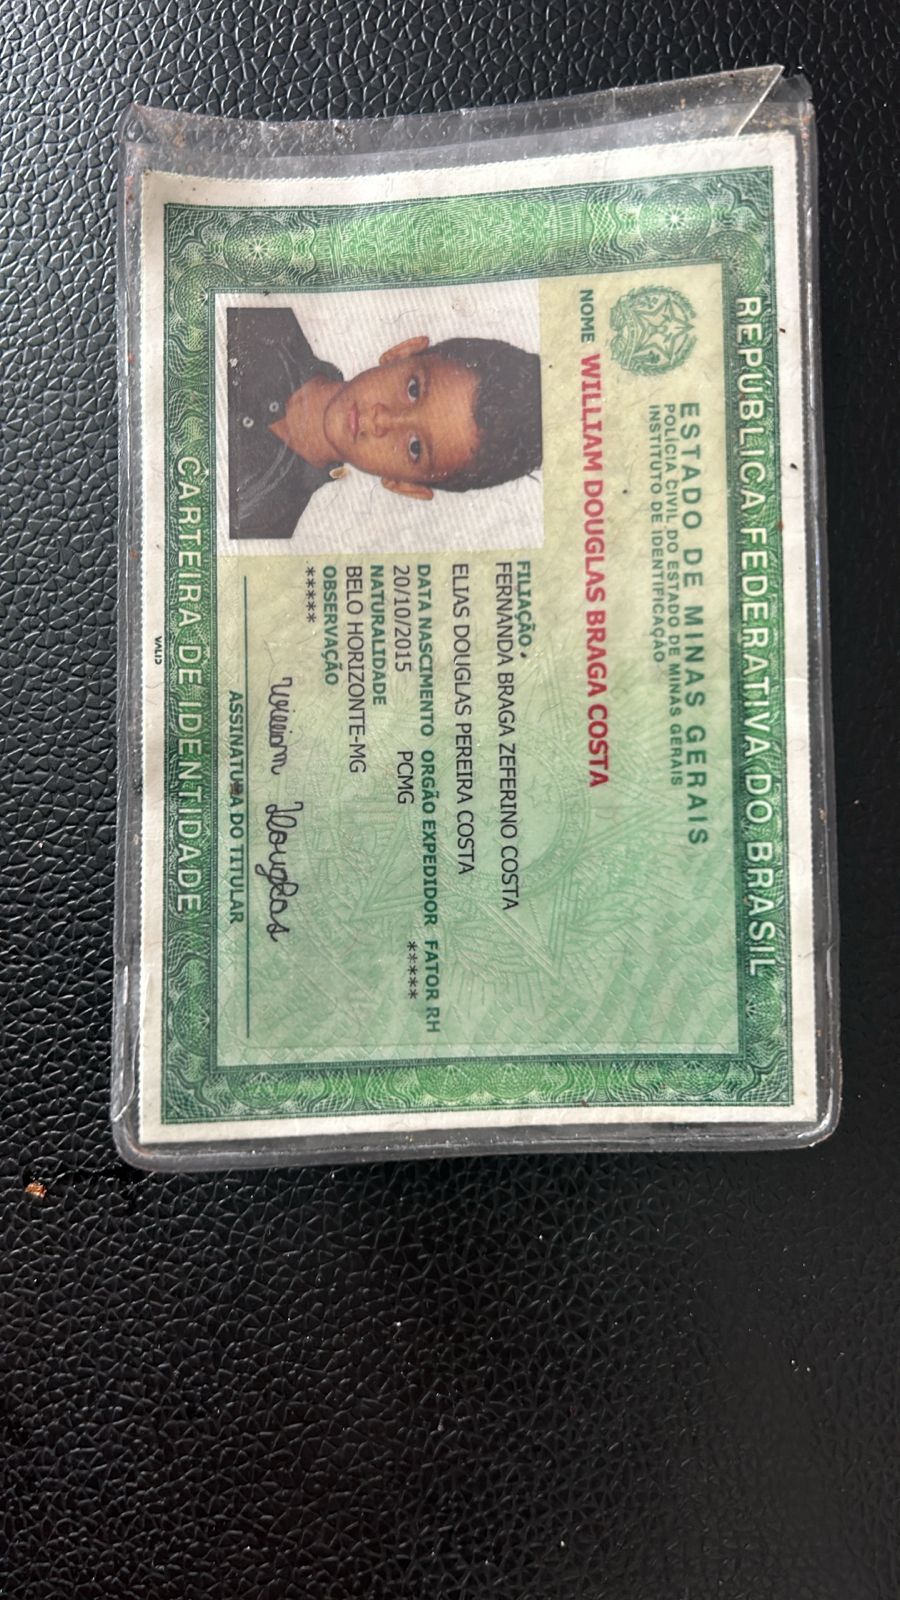 REPÚBLICA FEDERATIVA DO BRASIL
ESTADO DE MINAS GERAIS
POLÍCIA CIVIL DO ESTADO DE MINAS GERAIS
INSTITUTO DE IDENTIFICAÇÃO
NOME WILLIAM DOUGLAS BRAGA COSTA
FILIAÇÃO
FERNANDA BRAGA ZEFERINO COSTA
ELIAS DOUGLAS PEREIRA COSTA
DATA NASCIMENTO ORGÃO EXPEDIDOR FATOR RH
20/10/2015 PCMG *****
NATURALIDADE
BELO HORIZONTE-MG
OBSERVAÇÃO
*****
William Douglas
ASSINATURA DO TITULAR
CARTEIRA DE IDENTIDADE